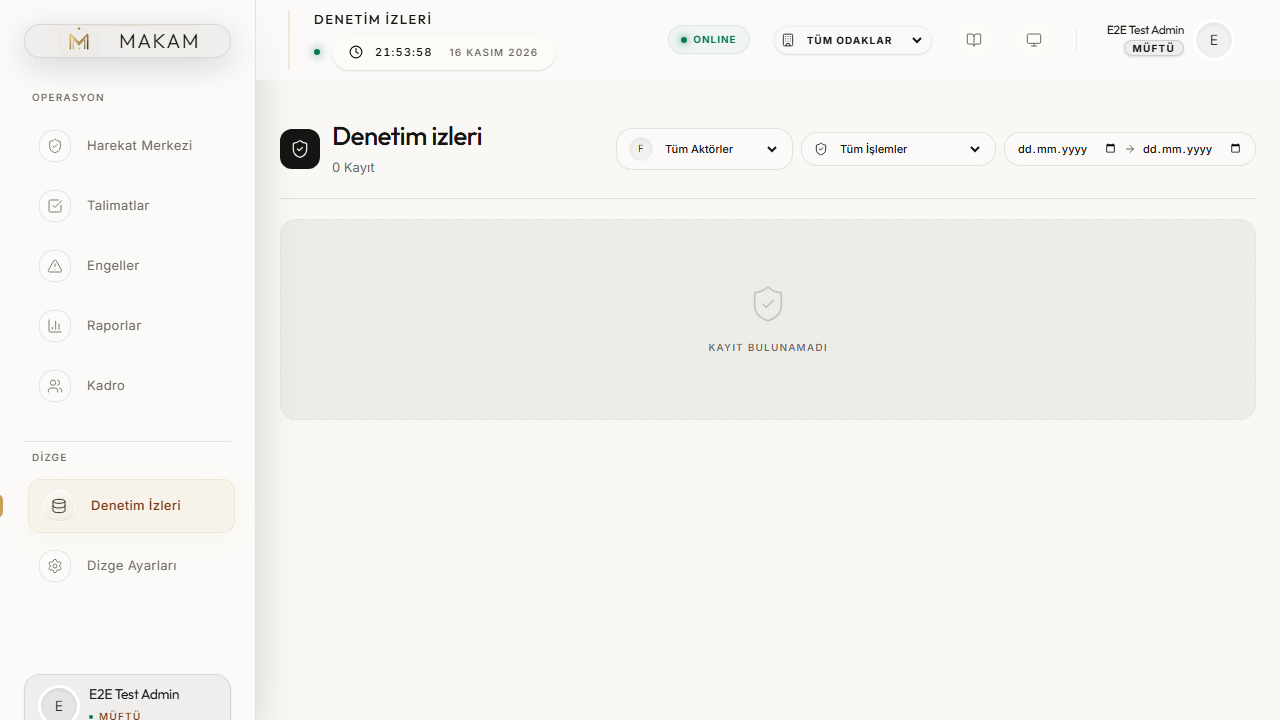 MAKAM
OPERASYON
Harekat Merkezi
Talimatlar
Engeller
Raporlar
Kadro
DİZGE
Denetim İzleri
Dizge Ayarları
E
E2E Test Admin
MÜFTÜ
DENETİM İZLERİ
21:53:58 16 KASIM 2026
ONLINE
TÜM ODAKLAR
E2E Test Admin
MÜFTÜ
E
Denetim izleri
0 Kayıt
F Tüm Aktörler
Tüm İşlemler
dd.mm.yyyy → dd.mm.yyyy
KAYIT BULUNAMADI